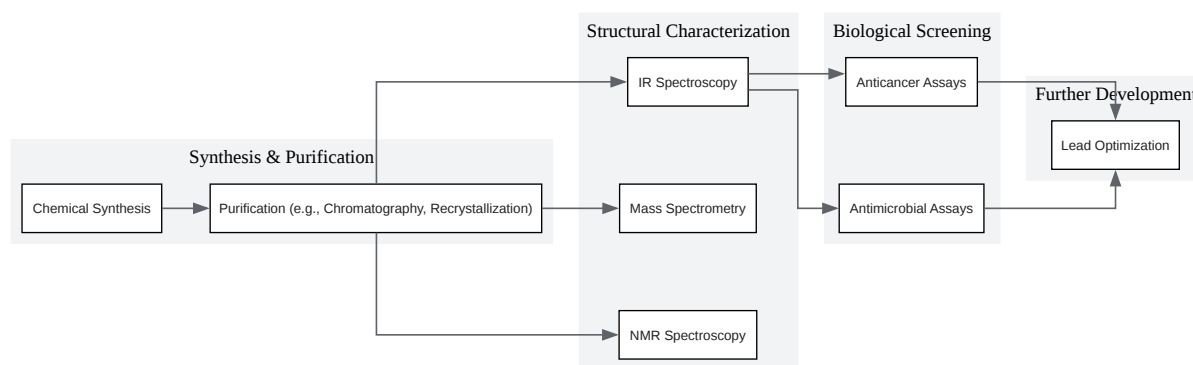 Structural Characterization
Biological Screening
IR Spectroscopy
Anticancer Assays
Further Development
Lead Optimization
Synthesis & Purification
Chemical Synthesis
Purification (e.g., Chromatography, Recrystallization)
Mass Spectrometry
Antimicrobial Assays
NMR Spectroscopy